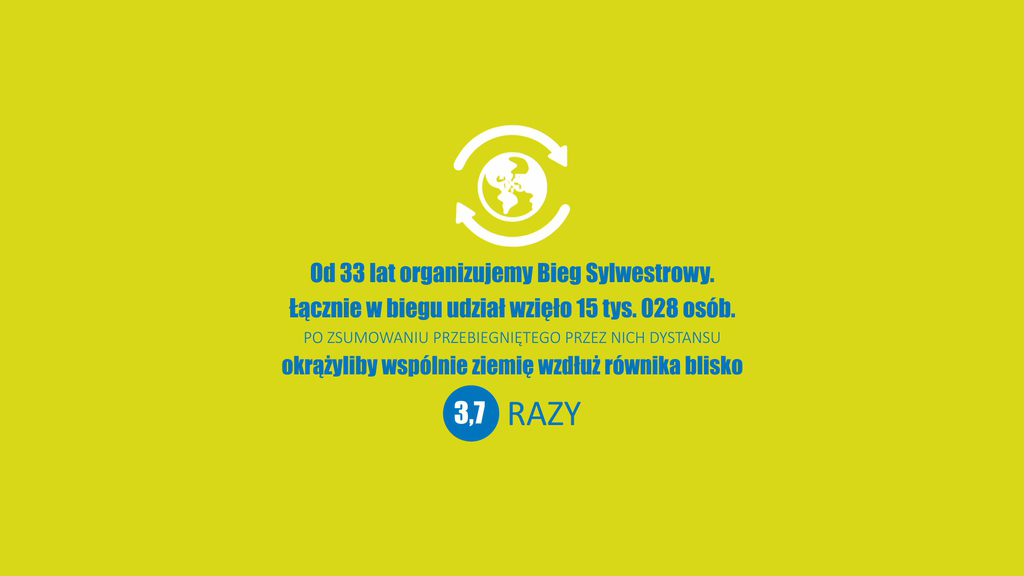 Od 33 lat organizujemy Bieg Sylwestrowy.
Łącznie w biegu udział wzięło 15 tys. 028 osób.
PO ZSUMOWANIU PRZEBIEGNIĘTEGO PRZEZ NICH DYSTANSU
okrążyliby wspólnie ziemię wzdłuż równika blisko
3,7 RAZY